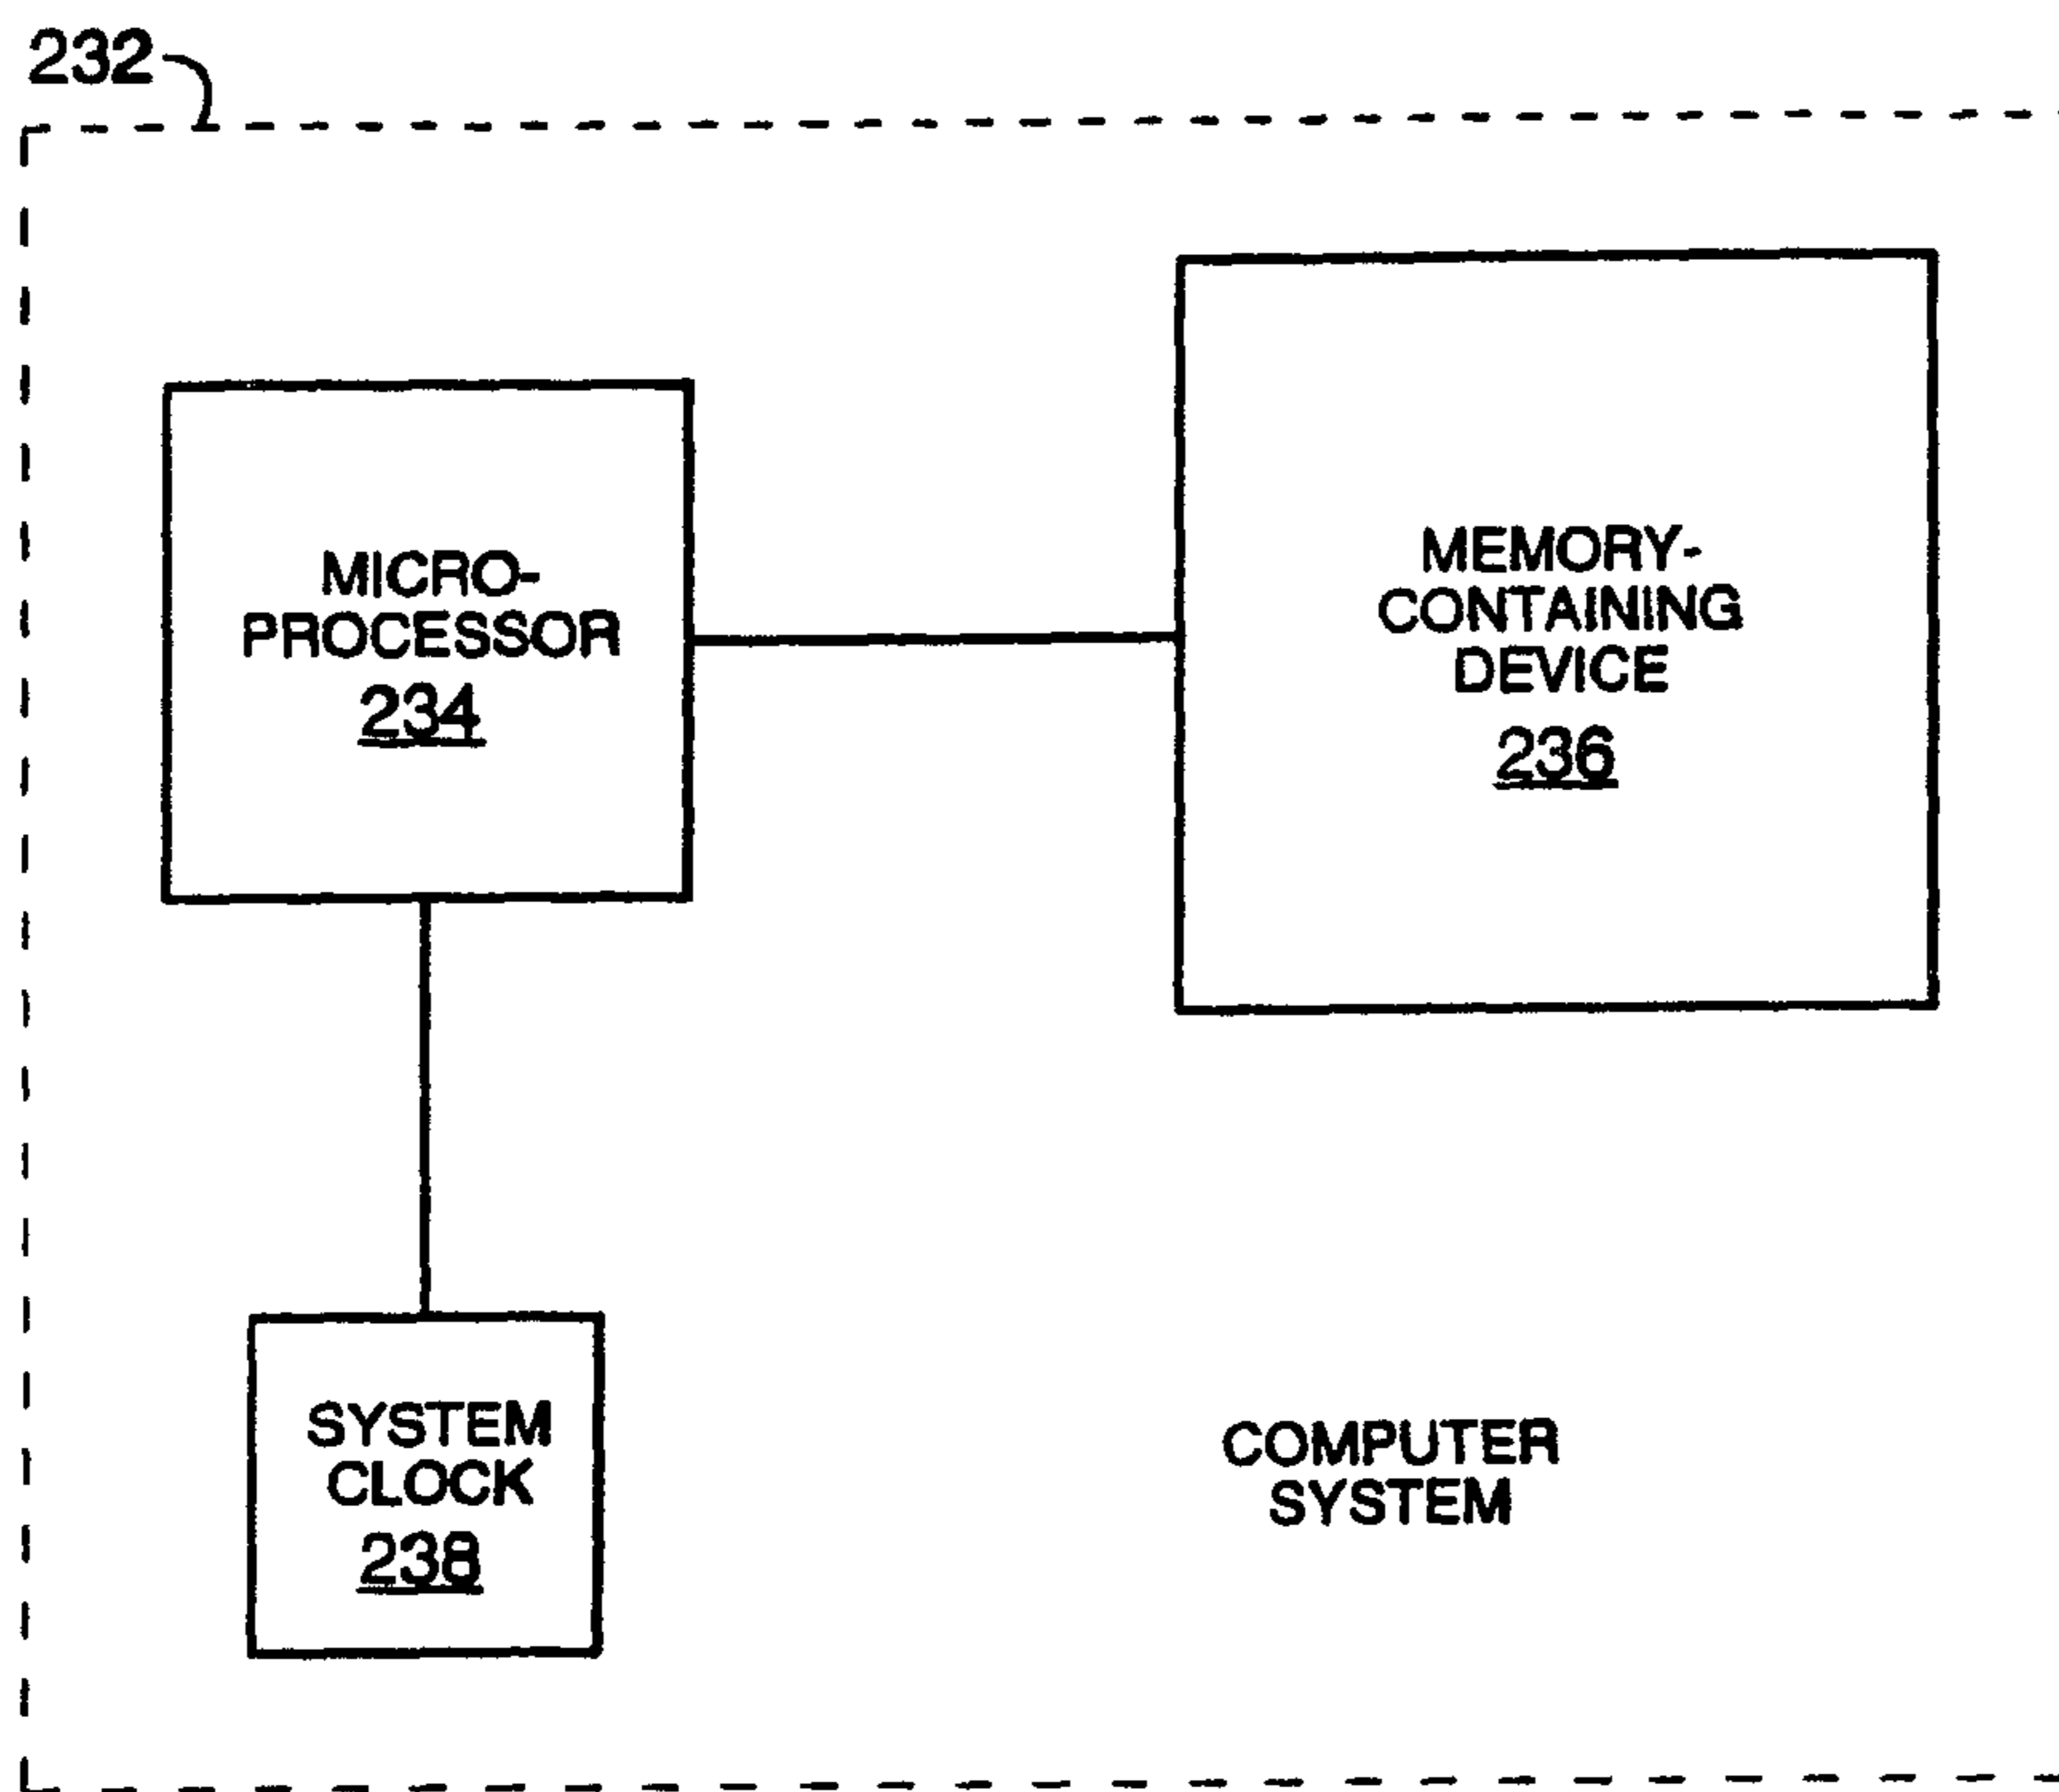 232
MICRO-
PROCESSOR
234
MEMORY-
CONTAINING
DEVICE
236
SYSTEM
CLOCK
238
COMPUTER
SYSTEM